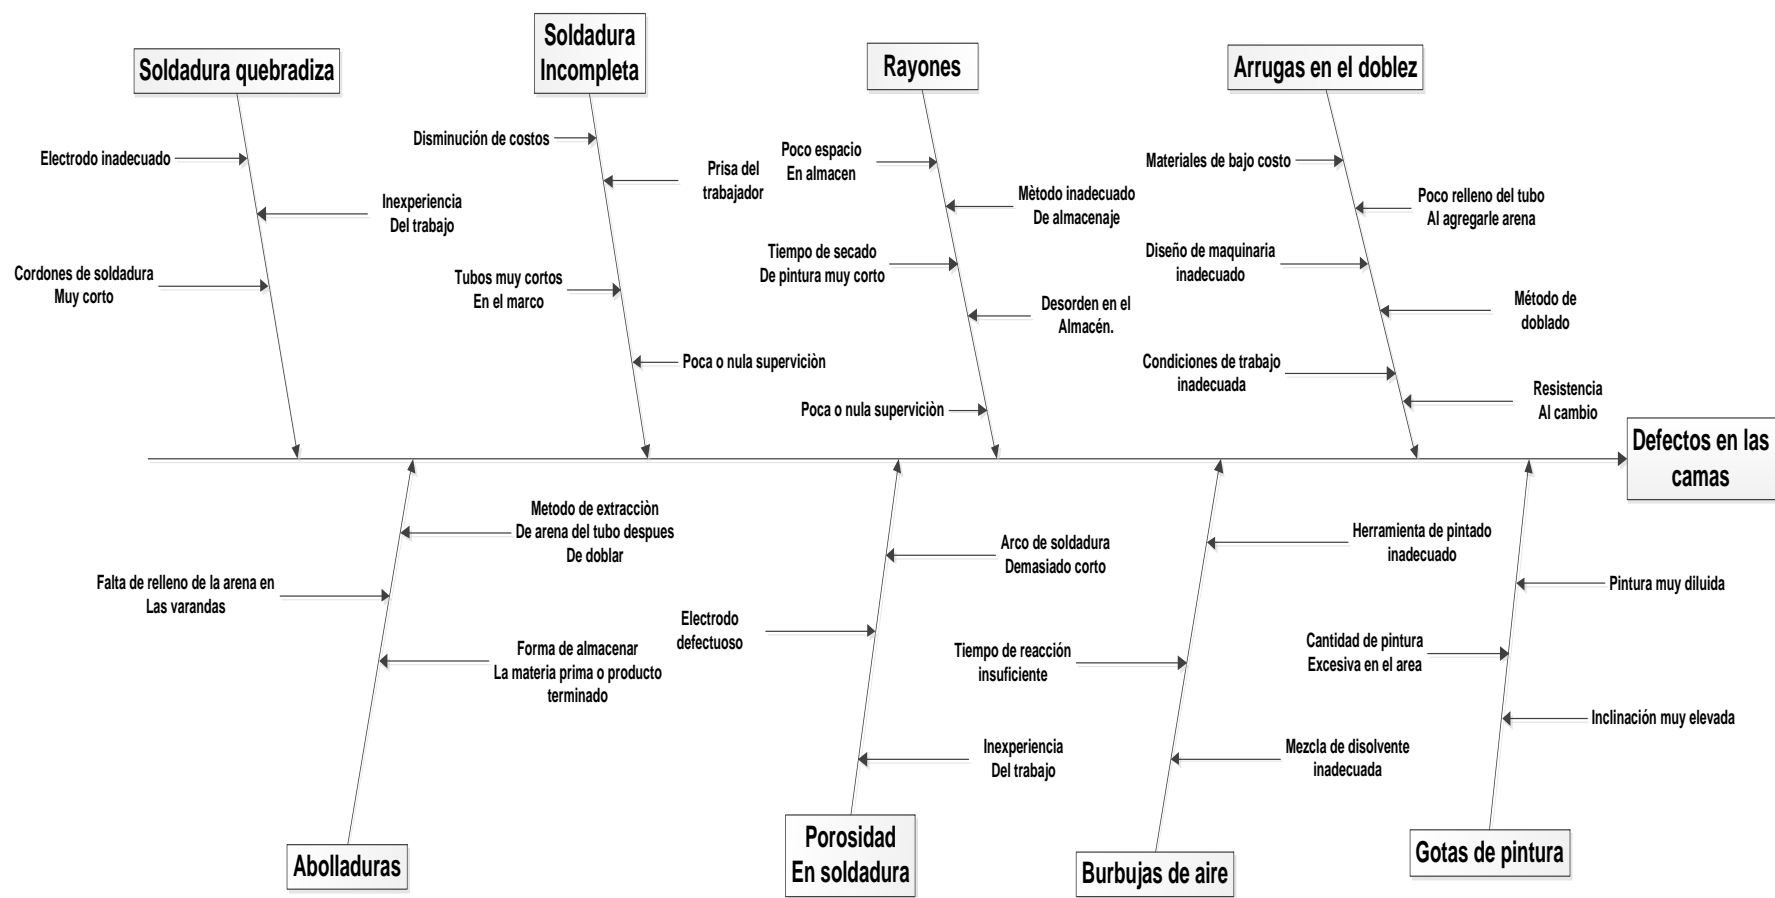 Soldadura quebradiza
Electrodo inadecuado
Inexperiencia
Del trabajo
Cordones de soldadura
Muy corto
Soldadura
Incompleta
Disminución de costos
Prisa del
trabajador
Tubos muy cortos
En el marco
Poca o nula superviciòn
Rayones
Poco espacio
En almacen
Mètodo inadecuado
De almacenaje
Tiempo de secado
De pintura muy corto
Desorden en el
Almacén.
Poca o nula superviciòn
Arrugas en el doblez
Materiales de bajo costo
Poco relleno del tubo
Al agregarle arena
Diseño de maquinaria
inadecuado
Método de
doblado
Condiciones de trabajo
inadecuada
Resistencia
Al cambio
Defectos en las
camas
Metodo de extracciòn
De arena del tubo despues
De doblar
Falta de relleno de la arena en
Las varandas
Forma de almacenar
La materia prima o producto
terminado
Abolladuras
Arco de soldadura
Demasiado corto
Electrodo
defectuoso
Inexperiencia
Del trabajo
Porosidad
En soldadura
Herramienta de pintado
inadecuado
Tiempo de reacción
insuficiente
Mezcla de disolvente
inadecuada
Burbujas de aire
Pintura muy diluida
Cantidad de pintura
Excesiva en el area
Inclinación muy elevada
Gotas de pintura